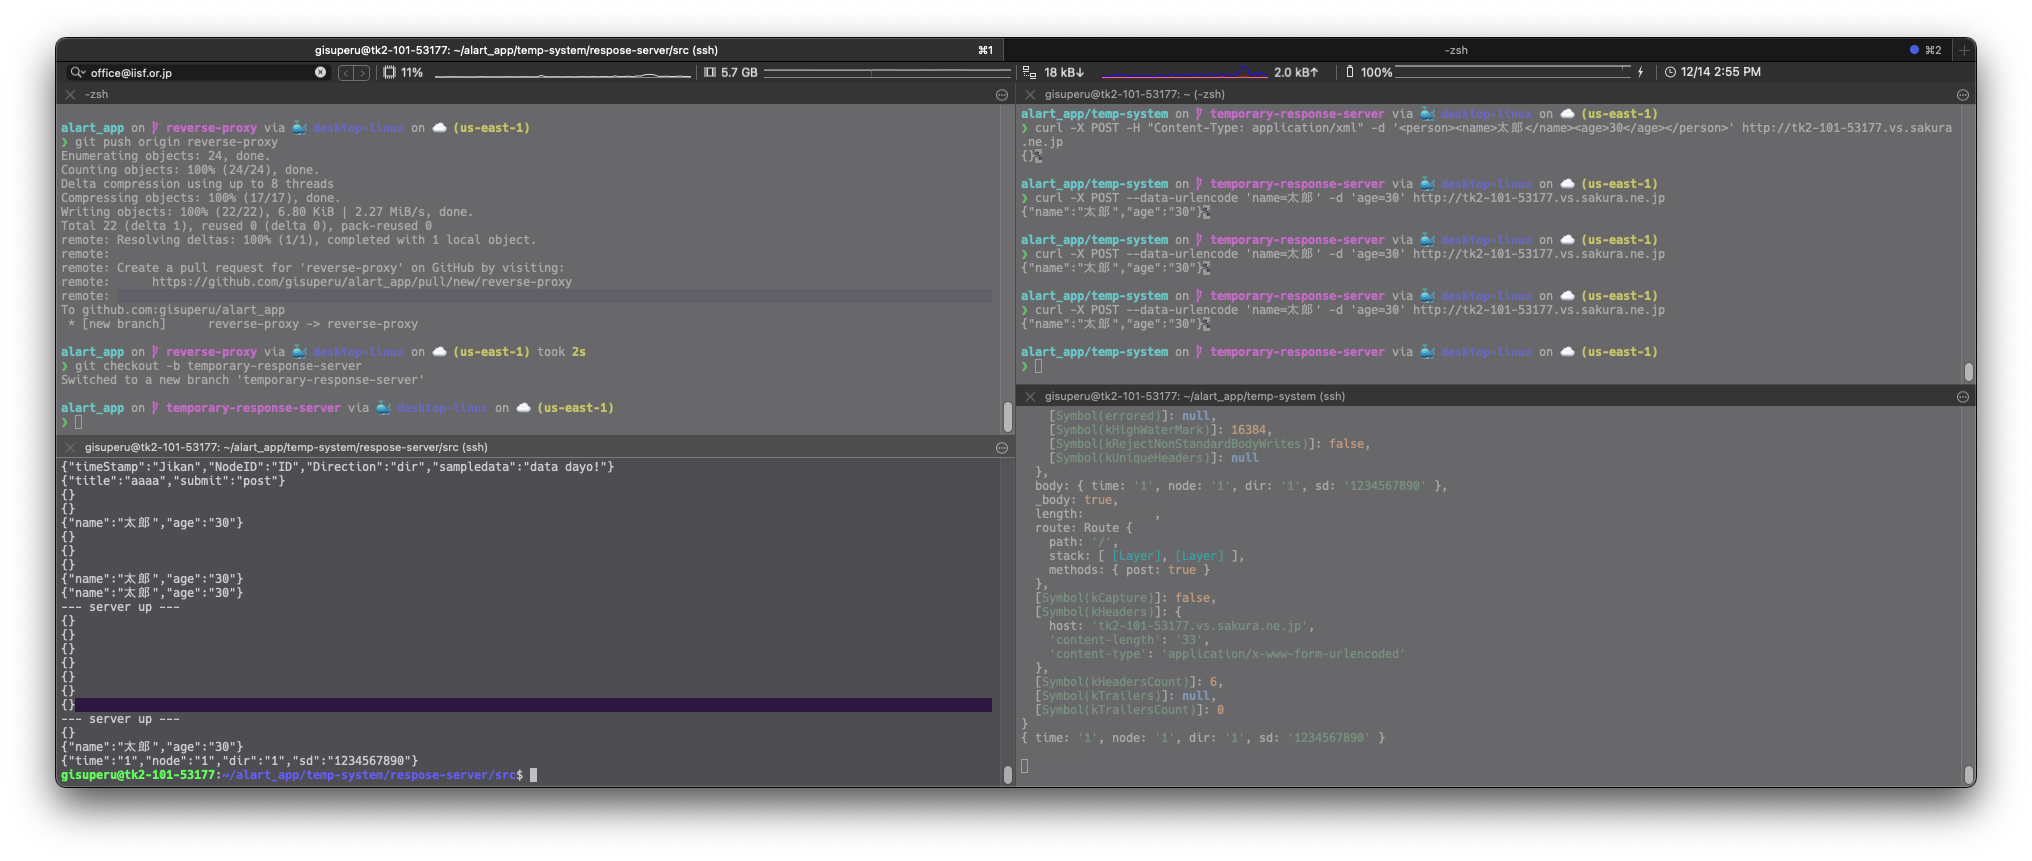 gisuperu@tk2-101-53177: ~/alart_app/temp-system/respose-server/src (ssh) ⌘1
-zsh ⌘2
office@iisf.or.jp 11% 5.7 GB 18 kB↓ 2.0 kB↑ 100% 12/14 2:55 PM
-zsh
alart_app on reverse-proxy via desktop-linux on (us-east-1)
❯ git push origin reverse-proxy
Enumerating objects: 24, done.
Counting objects: 100% (24/24), done.
Delta compression using up to 8 threads
Compressing objects: 100% (17/17), done.
Writing objects: 100% (22/22), 6.80 KiB | 2.27 MiB/s, done.
Total 22 (delta 1), reused 0 (delta 0), pack-reused 0
remote: Resolving deltas: 100% (1/1), completed with 1 local object.
remote:
remote: Create a pull request for 'reverse-proxy' on GitHub by visiting:
remote:      https://github.com/gisuperu/alart_app/pull/new/reverse-proxy
remote:
To github.com:gisuperu/alart_app
 * [new branch]      reverse-proxy -> reverse-proxy
alart_app on reverse-proxy via desktop-linux on (us-east-1) took 2s
❯ git checkout -b temporary-response-server
Switched to a new branch 'temporary-response-server'
alart_app on temporary-response-server via desktop-linux on (us-east-1)
❯
gisuperu@tk2-101-53177: ~/alart_app/temp-system/respose-server/src (ssh)
{"timeStamp":"Jikan","NodeID":"ID","Direction":"dir","sampledata":"data dayo!"}
{"title":"aaaa","submit":"post"}
{}
{}
{"name":"太郎","age":"30"}
{}
{}
{}
{"name":"太郎","age":"30"}
{"name":"太郎","age":"30"}
--- server up ---
{}
{}
{}
{}
{}
{}
{}
--- server up ---
{}
{"name":"太郎","age":"30"}
{"time":"1","node":"1","dir":"1","sd":"1234567890"}
gisuperu@tk2-101-53177:~/alart_app/temp-system/respose-server/src$
gisuperu@tk2-101-53177: ~ (-zsh)
alart_app/temp-system on temporary-response-server via desktop-linux on (us-east-1)
❯ curl -X POST -H "Content-Type: application/xml" -d '<person><name>太郎</name><age>30</age></person>' http://tk2-101-53177.vs.sakura
.ne.jp
{}%
alart_app/temp-system on temporary-response-server via desktop-linux on (us-east-1)
❯ curl -X POST --data-urlencode 'name=太郎' -d 'age=30' http://tk2-101-53177.vs.sakura.ne.jp
{"name":"太郎","age":"30"}%
alart_app/temp-system on temporary-response-server via desktop-linux on (us-east-1)
❯ curl -X POST --data-urlencode 'name=太郎' -d 'age=30' http://tk2-101-53177.vs.sakura.ne.jp
{"name":"太郎","age":"30"}%
alart_app/temp-system on temporary-response-server via desktop-linux on (us-east-1)
❯ curl -X POST --data-urlencode 'name=太郎' -d 'age=30' http://tk2-101-53177.vs.sakura.ne.jp
{"name":"太郎","age":"30"}%
alart_app/temp-system on temporary-response-server via desktop-linux on (us-east-1)
❯
gisuperu@tk2-101-53177: ~/alart_app/temp-system (ssh)
    [Symbol(errored)]: null,
    [Symbol(kHighWaterMark)]: 16384,
    [Symbol(kRejectNonStandardBodyWrites)]: false,
    [Symbol(kUniqueHeaders)]: null
  },
  body: { time: '1', node: '1', dir: '1', sd: '1234567890' },
  _body: true,
  length: ,
  route: Route {
    path: '/',
    stack: [ [Layer], [Layer] ],
    methods: { post: true }
  },
  [Symbol(kCapture)]: false,
  [Symbol(kHeaders)]: {
    host: 'tk2-101-53177.vs.sakura.ne.jp',
    'content-length': '33',
    'content-type': 'application/x-www-form-urlencoded'
  },
  [Symbol(kHeadersCount)]: 6,
  [Symbol(kTrailers)]: null,
  [Symbol(kTrailersCount)]: 0
}
{ time: '1', node: '1', dir: '1', sd: '1234567890' }